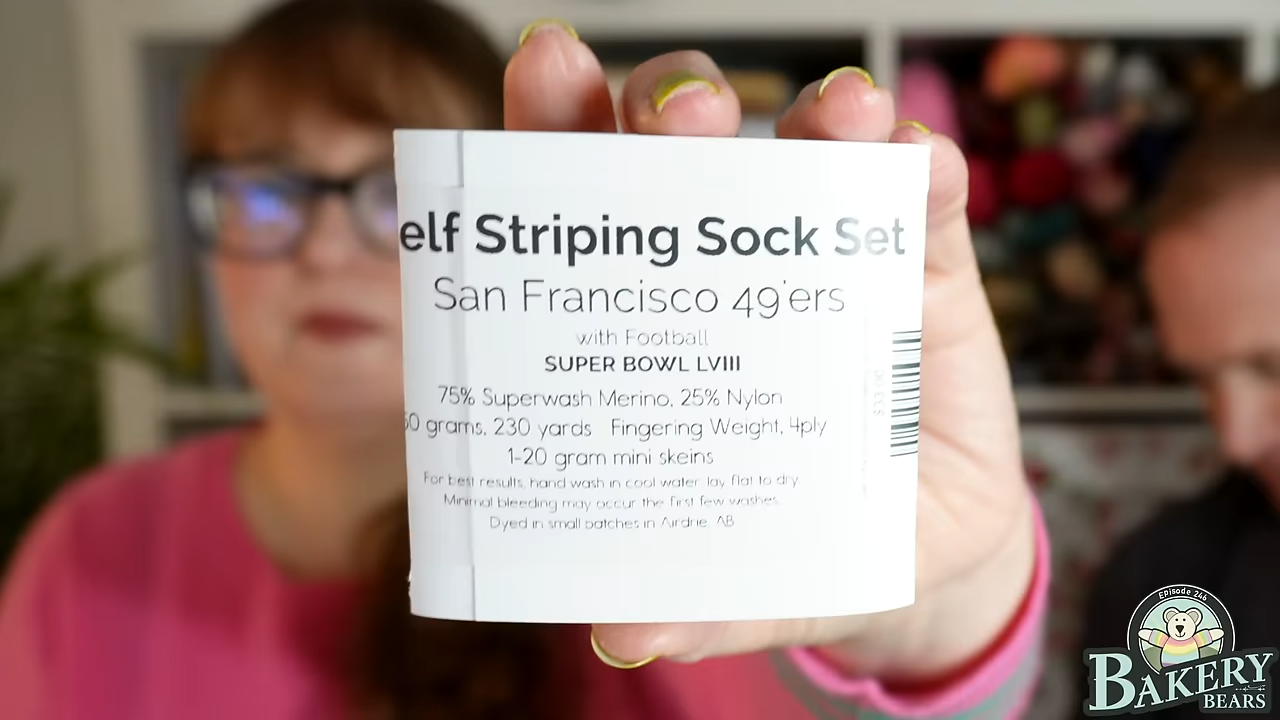 elf Striping Sock Set
San Francisco 49'ers
with Football
SUPER BOWL LVIII
75% Superwash Merino, 25% Nylon
50 grams, 230 yards Fingering Weight, 4ply
1-20 gram mini skeins
For best results, hand wash in cool water, lay flat to dry.
Minimal bleeding may occur the first few washes.
Dyed in small batches in Airdrie, AB
Episode 246
BAKERY
BEARS